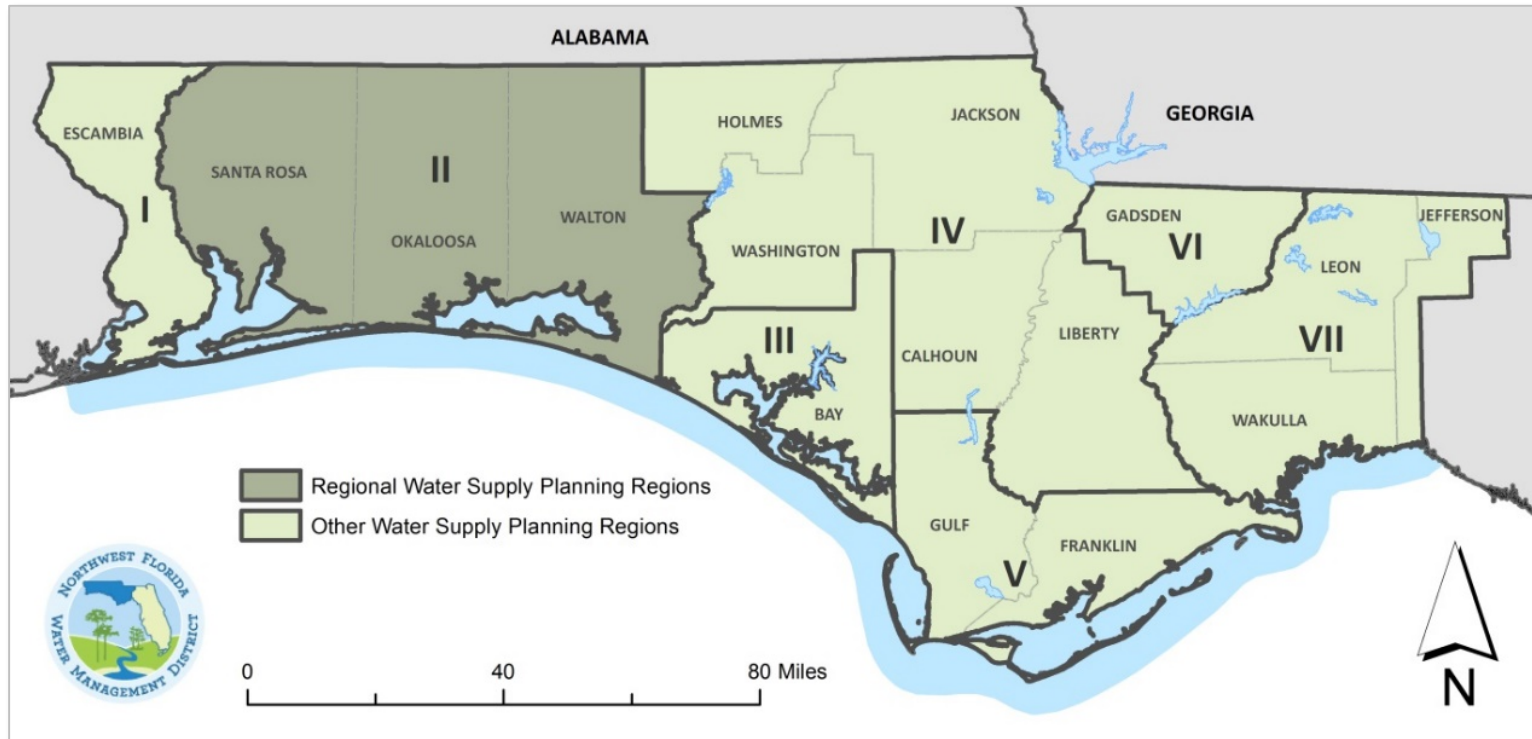 ALABAMA
GEORGIA
ESCAMBIA
I
SANTA ROSA
II
OKALOOSA
WALTON
HOLMES
JACKSON
WASHINGTON
IV
GADSDEN
VI
JEFFERSON
LEON
VII
LIBERTY
CALHOUN
III
BAY
WAKULLA
GULF
V
FRANKLIN
Regional Water Supply Planning Regions
Other Water Supply Planning Regions
NORTHWEST FLORIDA
WATER MANAGEMENT DISTRICT
0 40 80 Miles
N